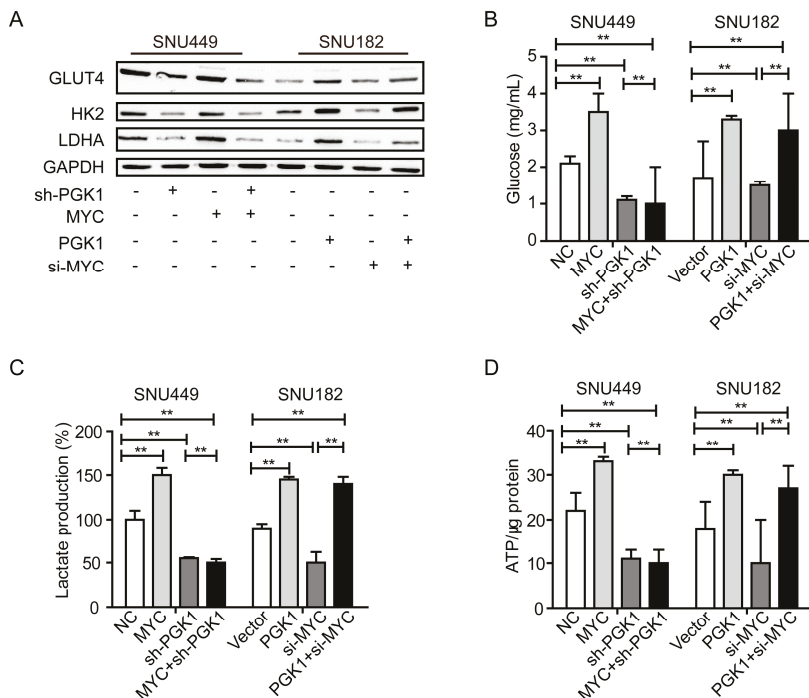 A
SNU449 SNU182
GLUT4
HK2
LDHA
GAPDH
sh-PGK1 - + - + - - - -
MYC - - + + - - - -
PGK1 - - - - - + - +
si-MYC - - - - - - + +
B
SNU449 SNU182
**
**
**
**
**
**
**
**
Glucose (mg/mL)
5
4
3
2
1
0
NC MYC sh-PGK1 MYC+sh-PGK1 Vector PGK1 si-MYC PGK1+si-MYC
C
SNU449 SNU182
**
**
**
**
**
**
**
**
Lactate production (%)
200
150
100
50
0
NC MYC sh-PGK1 MYC+sh-PGK1 Vector PGK1 si-MYC PGK1+si-MYC
D
SNU449 SNU182
**
**
**
**
**
**
**
**
ATP/μg protein
40
30
20
10
0
NC MYC sh-PGK1 MYC+sh-PGK1 Vector PGK1 si-MYC PGK1+si-MYC